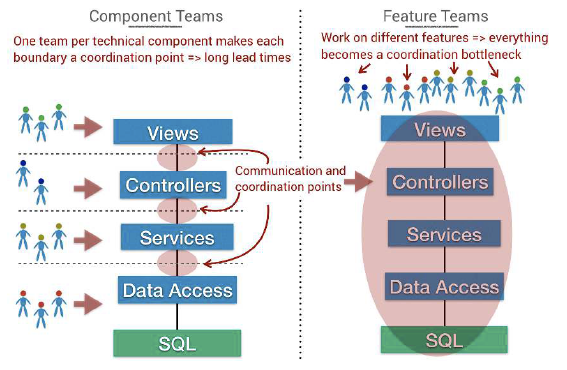 Component Teams
One team per technical component makes each
boundary a coordination point => long lead times
Views
Controllers
Services
Data Access
SQL
Communication and
coordination points
Feature Teams
Work on different features => everything
becomes a coordination bottleneck
Views
Controllers
Services
Data Access
SQL